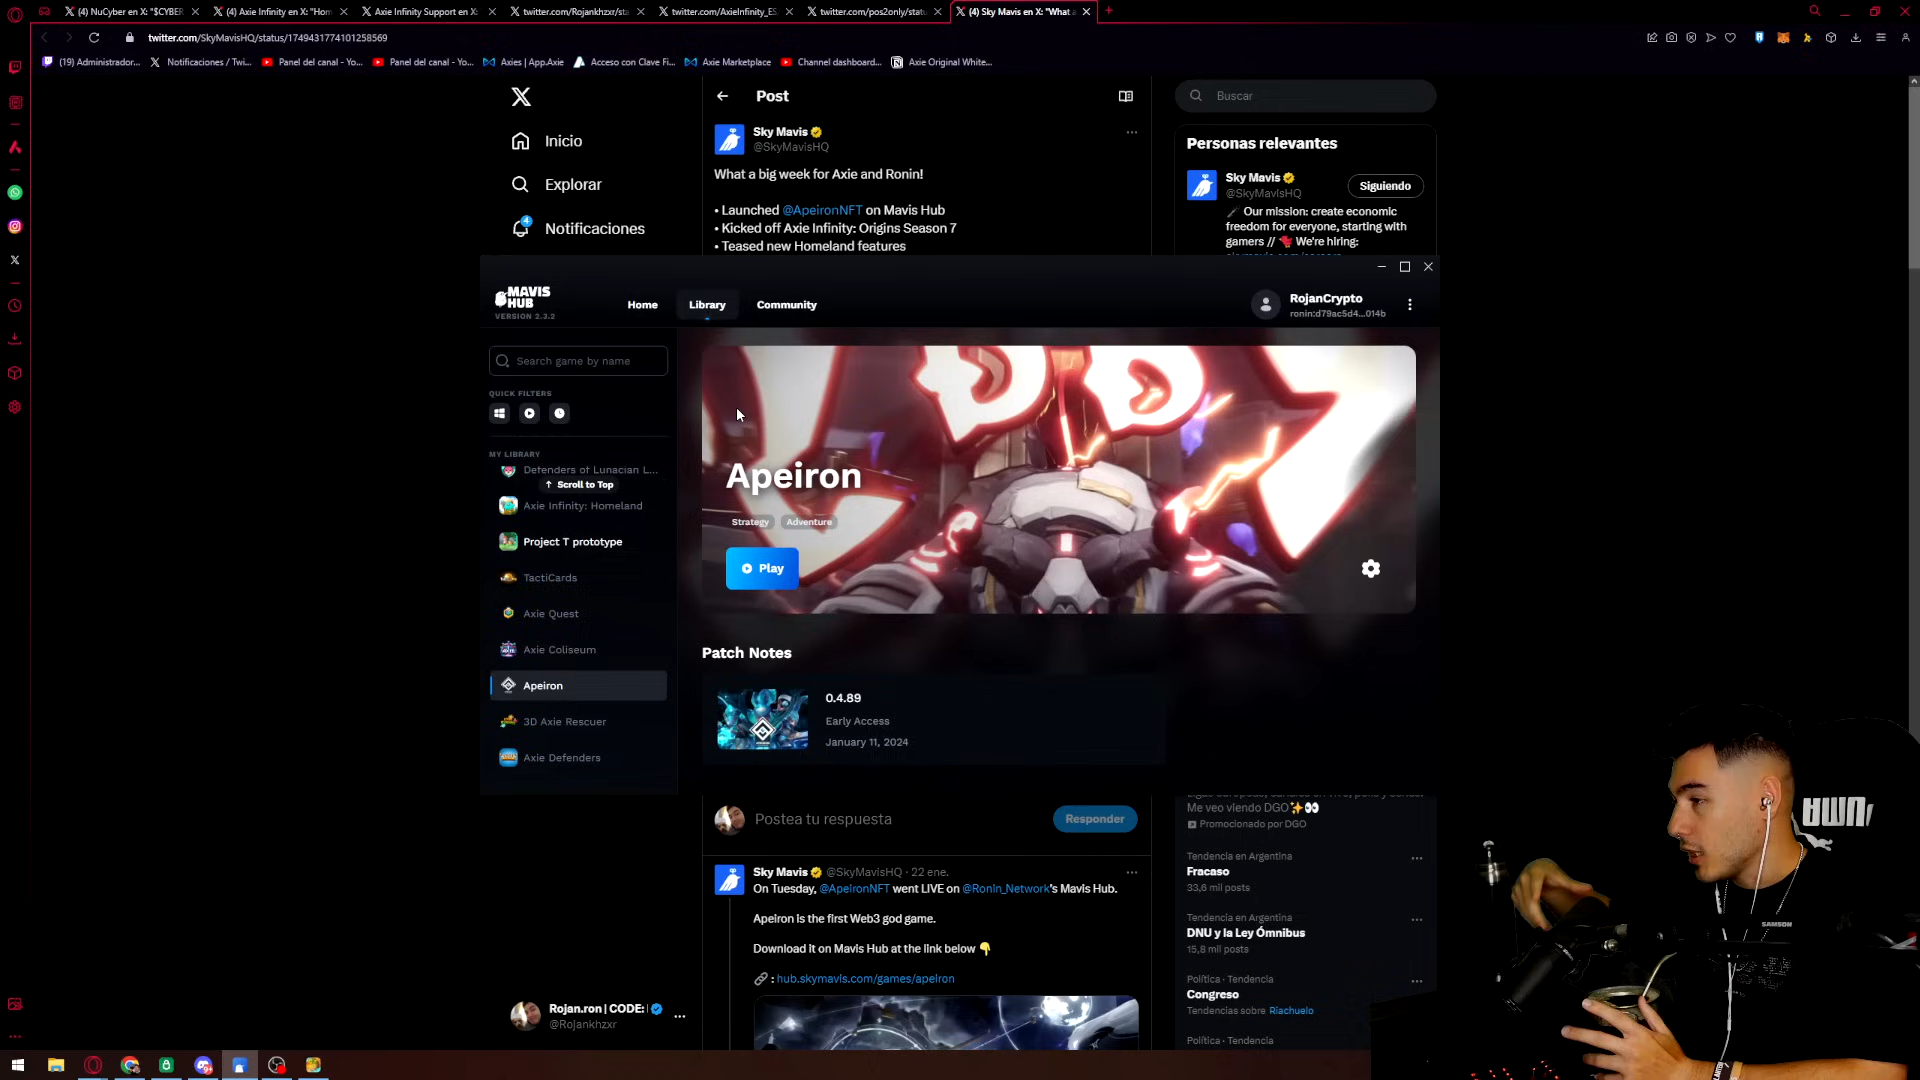 (4) NuCyber en X: "$CYBER
(4) Axie Infinity en X: "Hom
Axie Infinity Support en X:
twitter.com/Rojankhzxr/sta
twitter.com/AxieInfinity_ES
twitter.com/pos2only/statu
(4) Sky Mavis en X: "What a
twitter.com/SkyMavisHQ/status/1749431774101258569
(19) Administrador...
Notificaciones / Twi...
Panel del canal - Yo...
Panel del canal - Yo...
Axies | App.Axie
Acceso con Clave Fi...
Axie Marketplace
Channel dashboard...
Axie Original White...
Inicio
Explorar
4
Notificaciones
Post
Sky Mavis
@SkyMavisHQ
What a big week for Axie and Ronin!
• Launched @ApeironNFT on Mavis Hub
• Kicked off Axie Infinity: Origins Season 7
• Teased new Homeland features
Buscar
Personas relevantes
Sky Mavis
@SkyMavisHQ
Siguiendo
Our mission: create economic
freedom for everyone, starting with
gamers // We're hiring:
MAVIS
HUB
VERSION 2.3.2
Home
Library
Community
RojanCrypto
ronin:d79ac5d4...014b
Search game by name
QUICK FILTERS
MY LIBRARY
Defenders of Lunacian L...
Scroll to Top
Axie Infinity: Homeland
Project T prototype
TactiCards
Axie Quest
Axie Coliseum
Apeiron
3D Axie Rescuer
Axie Defenders
Apeiron
Strategy
Adventure
Play
Patch Notes
0.4.89
Early Access
January 11, 2024
Postea tu respuesta
Responder
Sky Mavis @SkyMavisHQ · 22 ene.
On Tuesday, @ApeironNFT went LIVE on @Ronin_Network's Mavis Hub.
Apeiron is the first Web3 god game.
Download it on Mavis Hub at the link below
: hub.skymavis.com/games/apeiron
Me veo viendo DGO
Promocionado por DGO
Tendencia en Argentina
Fracaso
33,6 mil posts
Tendencia en Argentina
DNU y la Ley Ómnibus
15,8 mil posts
Política · Tendencia
Congreso
Tendencias sobre Riachuelo
Política · Tendencia
Rojan.ron | CODE:
@Rojankhzxr
SAMSON